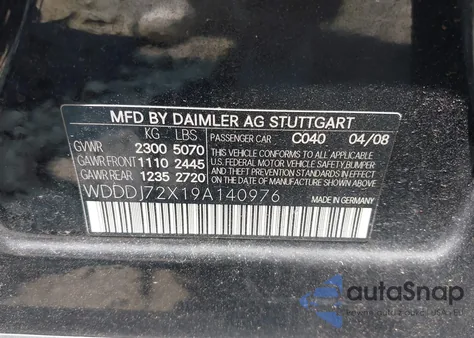 MFD BY DAIMLER AG STUTTGART
KG LBS
GVWR 2300 5070
GAWR FRONT 1110 2445
GAWR REAR 1235 2720
PASSENGER CAR C040 04/08
THIS VEHICLE CONFORMS TO ALL APPLICABLE
U.S. FEDERAL MOTOR VEHICLE SAFETY, BUMPER,
AND THEFT PREVENTION STANDARDS IN EFFECT
ON THE DATE OF MANUFACTURE SHOWN ABOVE.
WDDDJ72X19A140976
MADE IN GERMANY
autoSnap